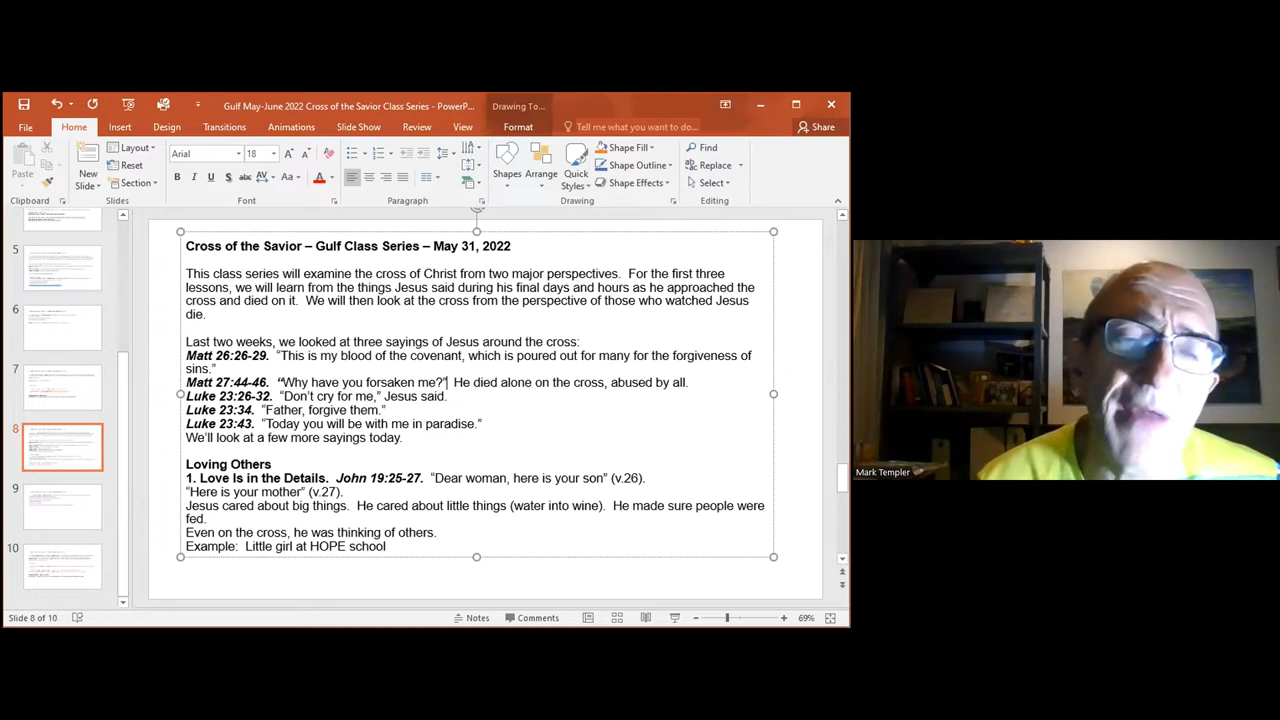 Gulf May-June 2022 Cross of the Savior Class Series - PowerP...
Drawing To...
File
Home
Insert
Design
Transitions
Animations
Slide Show
Review
View
Format
Tell me what you want to do...
Share
Paste
New
Slide
Layout
Reset
Section
Arial
18
B I U S abc AV Aa A
Shapes
Arrange
Quick
Styles
Shape Fill
Shape Outline
Shape Effects
Find
Replace
Select
Clipboard
Slides
Font
Paragraph
Drawing
Editing
5
6
7
8
9
10
Cross of the Savior – Gulf Class Series – May 31, 2022
This class series will examine the cross of Christ from two major perspectives. For the first three
lessons, we will learn from the things Jesus said during his final days and hours as he approached the
cross and died on it. We will then look at the cross from the perspective of those who watched Jesus
die.
Last two weeks, we looked at three sayings of Jesus around the cross:
Matt 26:26-29. “This is my blood of the covenant, which is poured out for many for the forgiveness of
sins.”
Matt 27:44-46. “Why have you forsaken me?” He died alone on the cross, abused by all.
Luke 23:26-32. “Don’t cry for me,” Jesus said.
Luke 23:34. “Father, forgive them.”
Luke 23:43. “Today you will be with me in paradise.”
We’ll look at a few more sayings today.
Loving Others
1. Love Is in the Details. John 19:25-27. “Dear woman, here is your son” (v.26).
“Here is your mother” (v.27).
Jesus cared about big things. He cared about little things (water into wine). He made sure people were
fed.
Even on the cross, he was thinking of others.
Example: Little girl at HOPE school
Mark Templer
Slide 8 of 10
Notes
Comments
69%